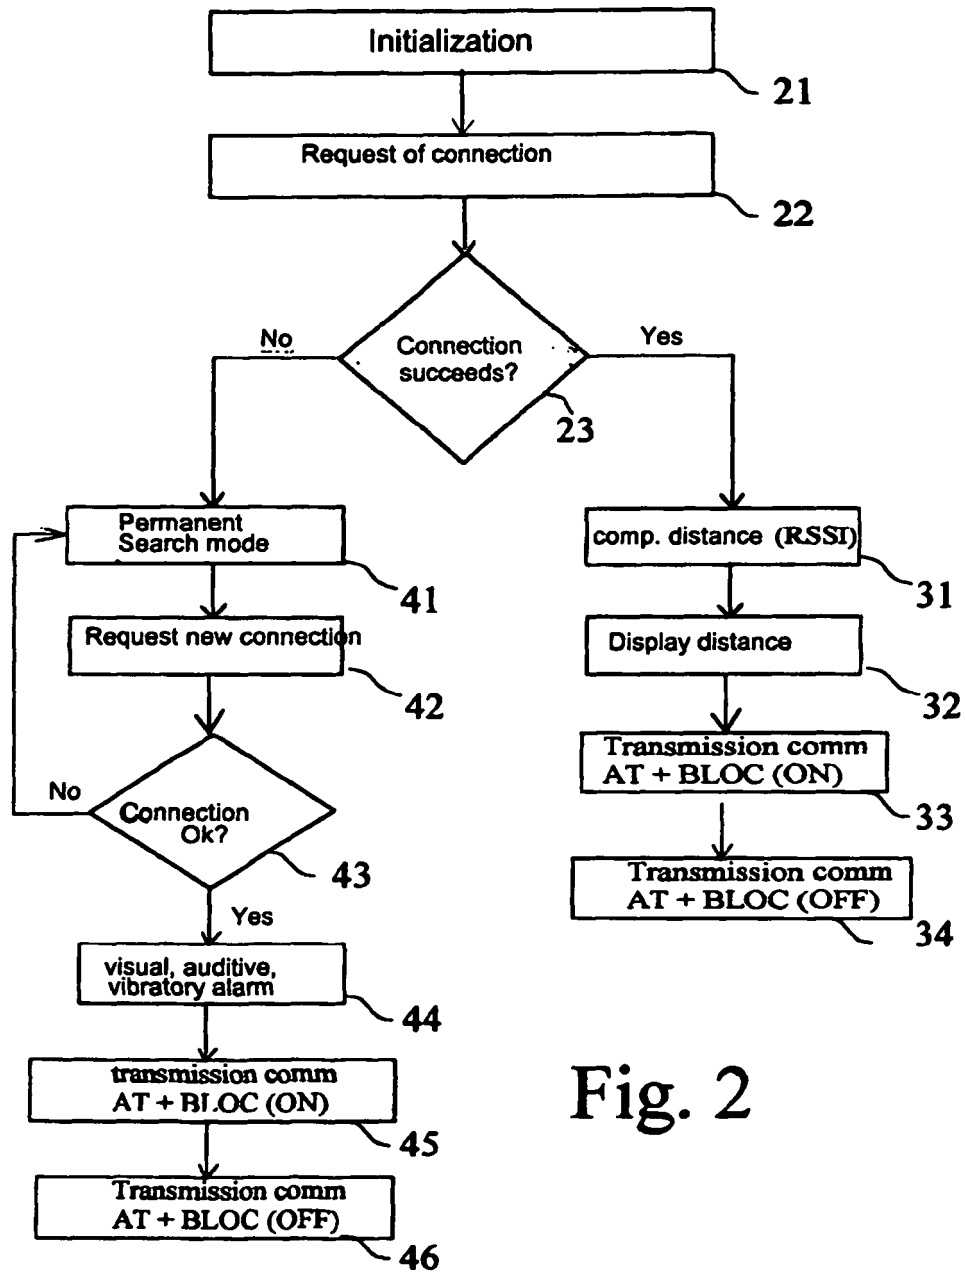 Initialization
21
Request of connection
22
Connection
succeeds?
23
No
Yes
Permanent
Search mode
41
Request new connection
42
Connection
Ok?
43
No
Yes
visual, auditive,
vibratory alarm
44
transmission comm
AT + BLOC (ON)
45
Transmission comm
AT + BLOC (OFF)
46
comp. distance (RSSI)
31
Display distance
32
Transmission comm
AT + BLOC (ON)
33
Transmission comm
AT + BLOC (OFF)
34
Fig. 2